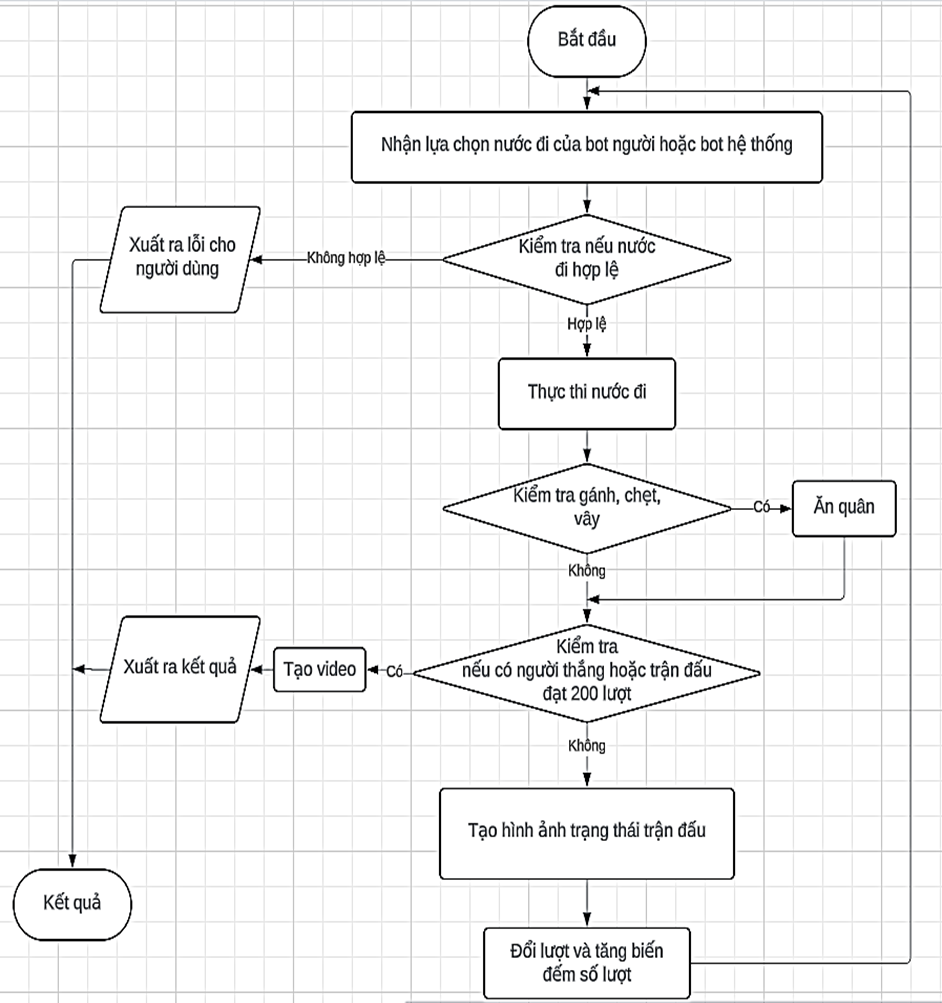 Bắt đầu
Nhận lựa chọn nước đi của bot người hoặc bot hệ thống
Kiểm tra nếu nước
đi hợp lệ
Không hợp lệ
Xuất ra lỗi cho
người dùng
Hợp lệ
Thực thi nước đi
Kiểm tra gánh, chẹt,
vây
Có
Ăn quân
Không
Kiểm tra
nếu có người thắng hoặc trận đấu
đạt 200 lượt
Có
Tạo video
Xuất ra kết quả
Không
Tạo hình ảnh trạng thái trận đấu
Kết quả
Đổi lượt và tăng biến
đếm số lượt